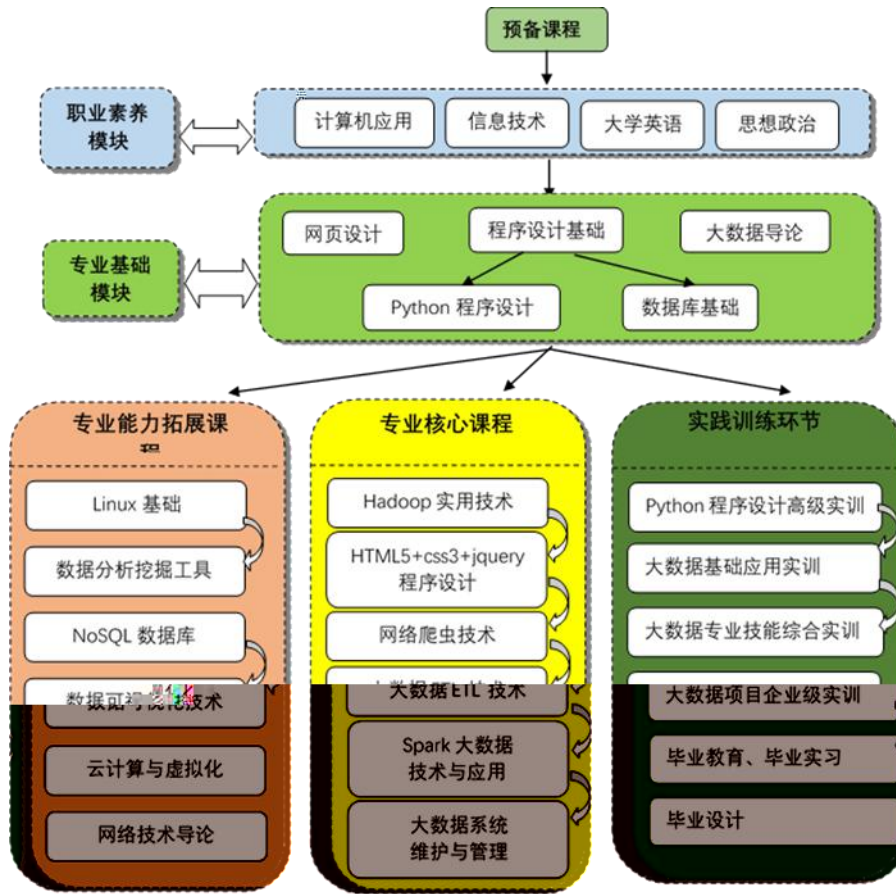 预备课程
职业素养
模块
计算机应用
信息技术
大学英语
思想政治
专业基础
模块
网页设计
程序设计基础
大数据导论
Python 程序设计
数据库基础
专业能力拓展课
程
Linux 基础
数据分析挖掘工具
NoSQL 数据库
数据可视化技术
云计算与虚拟化
网络技术导论
专业核心课程
Hadoop 实用技术
HTML5+css3+jquery
程序设计
网络爬虫技术
大数据 ETL 技术
Spark 大数据
技术与应用
大数据系统
维护与管理
实践训练环节
Python 程序设计高级实训
大数据基础应用实训
大数据专业技能综合实训
大数据项目企业级实训
毕业教育、毕业实习
毕业设计